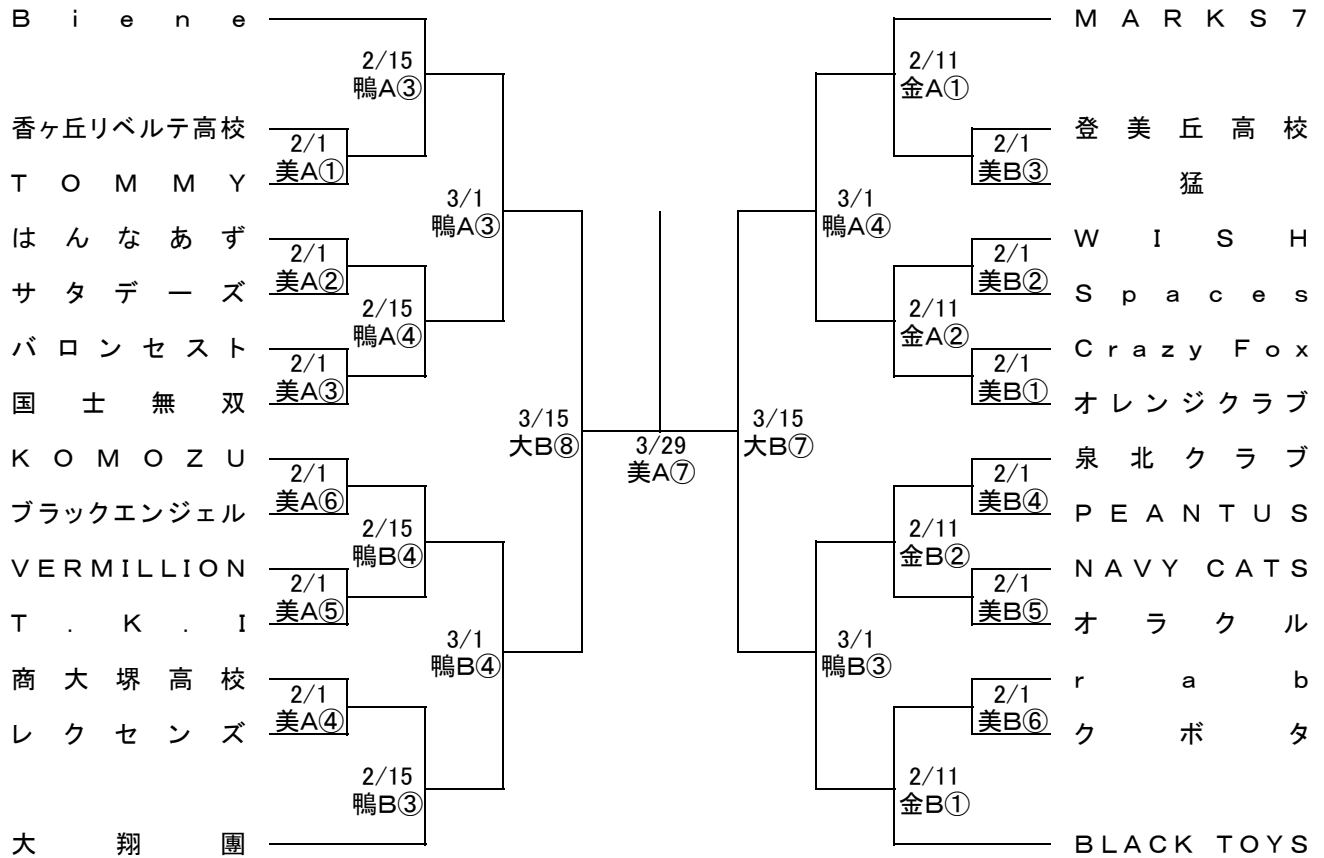 Biene
MARKS7
2/15
鴨A③
2/11
金A①
香ヶ丘リベルテ高校
登美丘高校
2/1
美A①
2/1
美B③
TOMMY
猛
3/1
鴨A③
3/1
鴨A④
はんなあず
WISH
2/1
美A②
2/1
美B②
サタデーズ
Spaces
2/15
鴨A④
2/11
金A②
バロンセスト
Crazy Fox
2/1
美A③
2/1
美B①
国士無双
オレンジクラブ
3/15
大B⑧
3/29
美A⑦
3/15
大B⑦
KOMOZU
泉北クラブ
2/1
美A⑥
2/1
美B④
ブラックエンジェル
PEANTUS
2/15
鴨B④
2/11
金B②
VERMILLION
NAVY CATS
2/1
美A⑤
2/1
美B⑤
T.K.I
オラクル
3/1
鴨B④
3/1
鴨B③
商大堺高校
rab
2/1
美A④
2/1
美B⑥
レクセンズ
クボタ
2/15
鴨B③
2/11
金B①
大翔團
BLACK TOYS